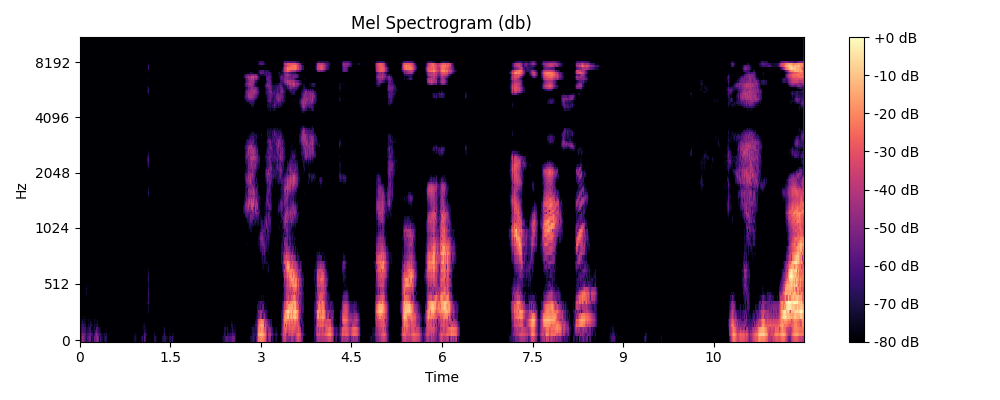 Mel Spectrogram (db)
8192
4096
2048
1024
512
0
Hz
0 1.5 3 4.5 6 7.5 9 10
Time
+0 dB
-10 dB
-20 dB
-30 dB
-40 dB
-50 dB
-60 dB
-70 dB
-80 dB